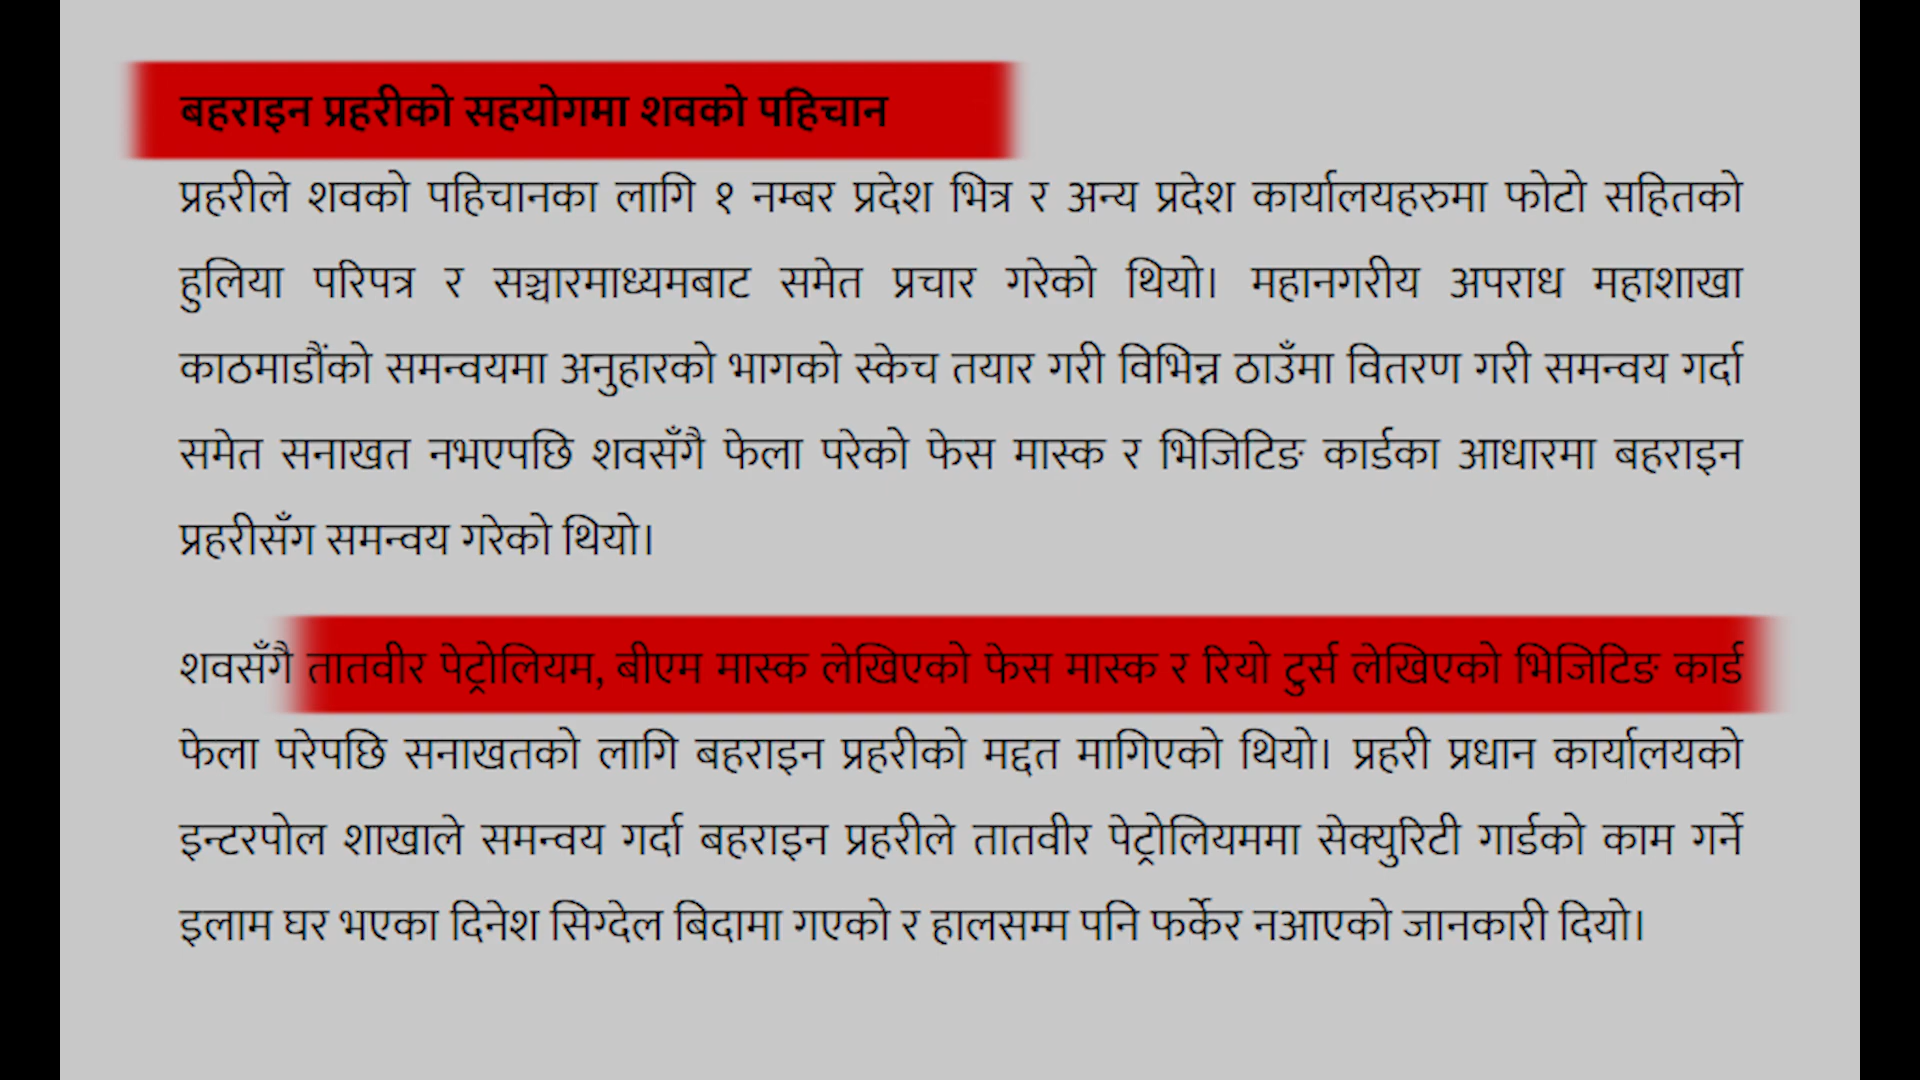 बहराइन प्रहरीको सहयोगमा शवको पहिचान
प्रहरीले शवको पहिचानका लागि १ नम्बर प्रदेश भित्र र अन्य प्रदेश कार्यालयहरुमा फोटो सहितको
हुलिया परिपत्र र सञ्चारमाध्यमबाट समेत प्रचार गरेको थियो। महानगरीय अपराध महाशाखा
काठमाडौंको समन्वयमा अनुहारको भागको स्केच तयार गरी विभिन्न ठाउँमा वितरण गरी समन्वय गर्दा
समेत सनाखत नभएपछि शवसँगै फेला परेको फेस मास्क र भिजिटिङ कार्डका आधारमा बहराइन
प्रहरीसँग समन्वय गरेको थियो।
शवसँगै तातवीर पेट्रोलियम, बीएम मास्क लेखिएको फेस मास्क र रियो टुर्स लेखिएको भिजिटिङ कार्ड
फेला परेपछि सनाखतको लागि बहराइन प्रहरीको मद्दत मागिएको थियो। प्रहरी प्रधान कार्यालयको
इन्टरपोल शाखाले समन्वय गर्दा बहराइन प्रहरीले तातवीर पेट्रोलियममा सेक्युरिटी गार्डको काम गर्ने
इलाम घर भएका दिनेश सिग्देल बिदामा गएको र हालसम्म पनि फर्केर नआएको जानकारी दियो।